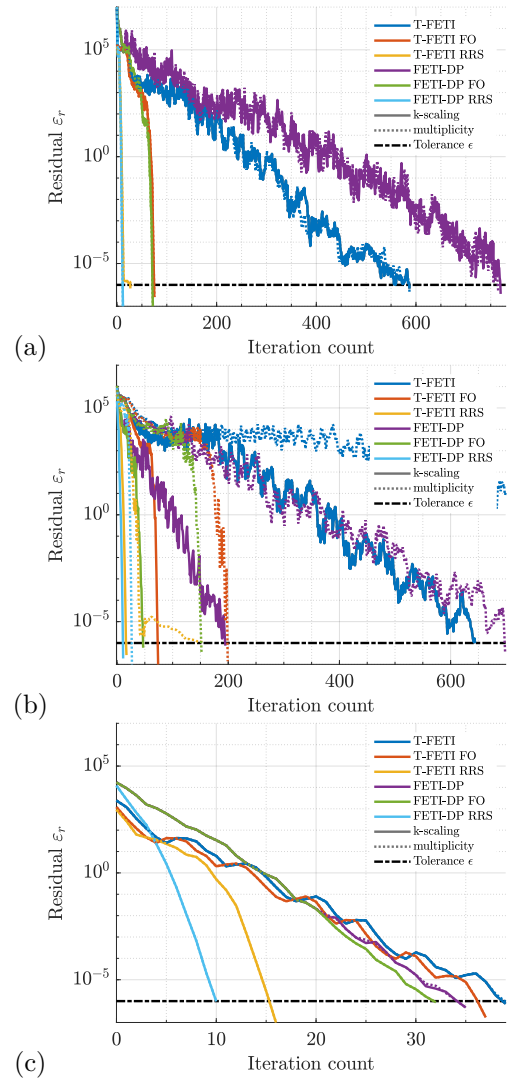 (a)
Residual εr
10^5
10^0
10^−5
0 200 400 600
Iteration count
T-FETI
T-FETI FO
T-FETI RRS
FETI-DP
FETI-DP FO
FETI-DP RRS
k-scaling
multiplicity
Tolerance ϵ
(b)
Residual εr
10^5
10^0
10^−5
0 200 400 600
Iteration count
T-FETI
T-FETI FO
T-FETI RRS
FETI-DP
FETI-DP FO
FETI-DP RRS
k-scaling
multiplicity
Tolerance ϵ
(c)
Residual εr
10^5
10^0
10^−5
0 10 20 30
Iteration count
T-FETI
T-FETI FO
T-FETI RRS
FETI-DP
FETI-DP FO
FETI-DP RRS
k-scaling
multiplicity
Tolerance ϵ